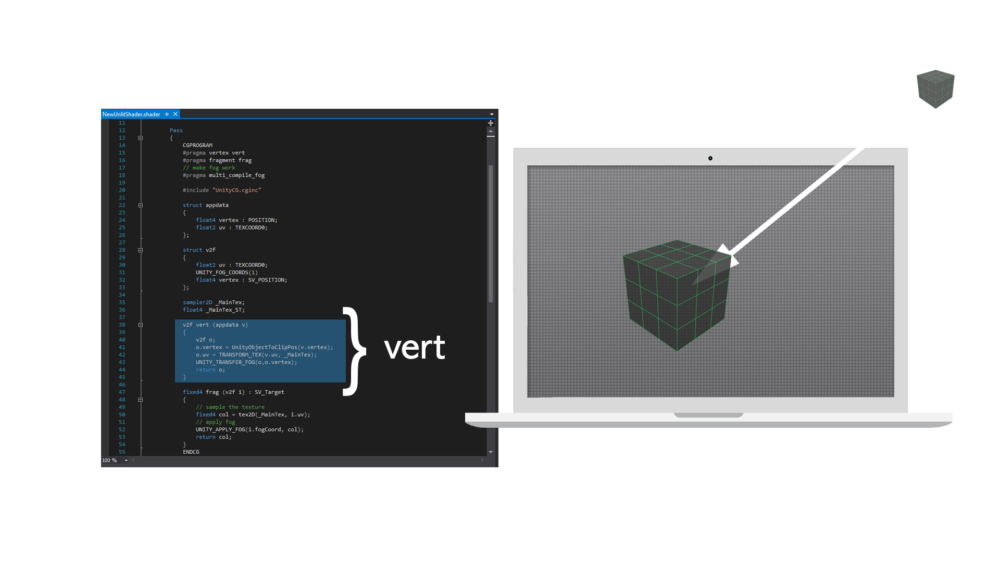 NewUnlitShader.shader
11
12 Pass
13 {
14 CGPROGRAM
15 #pragma vertex vert
16 #pragma fragment frag
17 // make fog work
18 #pragma multi_compile_fog
19
20 #include "UnityCG.cginc"
21
22 struct appdata
23 {
24 float4 vertex : POSITION;
25 float2 uv : TEXCOORD0;
26 };
27
28 struct v2f
29 {
30 float2 uv : TEXCOORD0;
31 UNITY_FOG_COORDS(1)
32 float4 vertex : SV_POSITION;
33 };
34
35 sampler2D _MainTex;
36 float4 _MainTex_ST;
37
38 v2f vert (appdata v)
39 {
40 v2f o;
41 o.vertex = UnityObjectToClipPos(v.vertex);
42 o.uv = TRANSFORM_TEX(v.uv, _MainTex);
43 UNITY_TRANSFER_FOG(o,o.vertex);
44 return o;
45 }
46
47 fixed4 frag (v2f i) : SV_Target
48 {
49 // sample the texture
50 fixed4 col = tex2D(_MainTex, i.uv);
51 // apply fog
52 UNITY_APPLY_FOG(i.fogCoord, col);
53 return col;
54 }
55 ENDCG
100 %
} vert